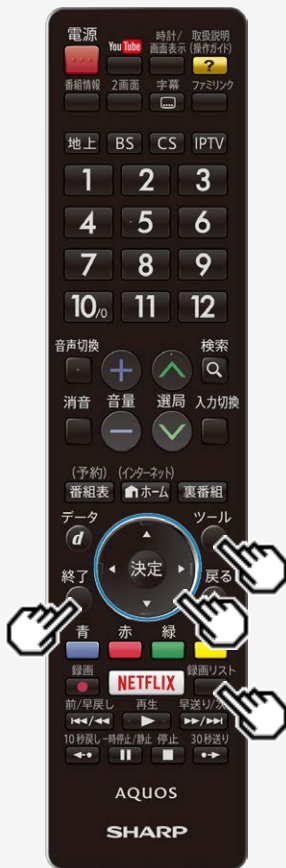 電源
YouTube
時計/
画面表示
取扱説明
(操作ガイド)
?
番組情報 2画面 字幕 ファミリンク
地上 BS CS IPTV
1 2 3
4 5 6
7 8 9
10/0 11 12
音声切換 検索
+
消音 音量 選局 入力切換
−
(予約) (インターネット)
番組表 ホーム 裏番組
データ ツール
d
決定
終了 戻る
青 赤 緑
録画 NETFLIX 録画リスト
前/早戻し 再生 早送り/次
10秒戻し 一時停止/静止 停止 30秒送り
AQUOS
SHARP